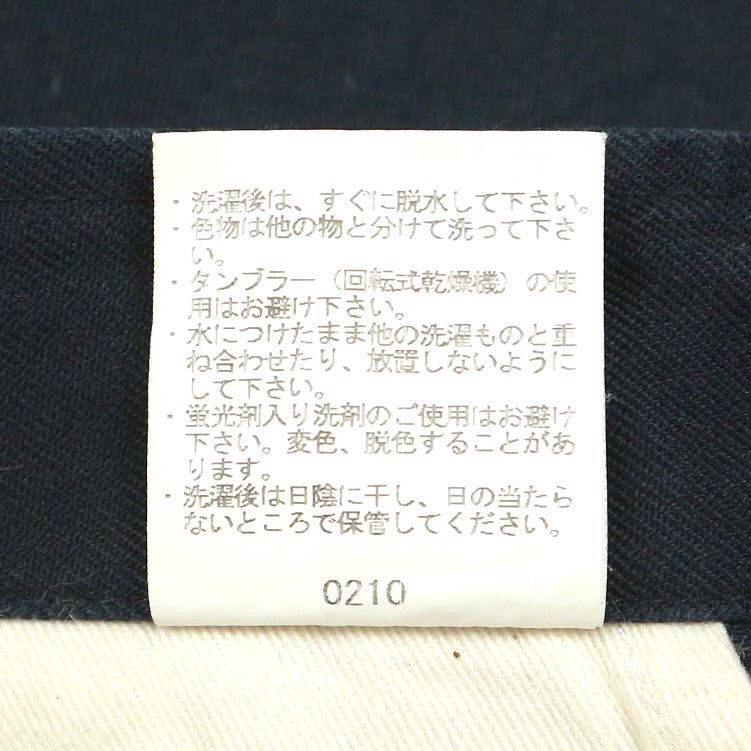 ・洗濯後は、すぐに脱水して下さい。
・色物は他の物と分けて洗って下さ
い。
・タンブラー（回転式乾燥機）の使
用はお避け下さい。
・水につけたまま他の洗濯ものと重
ね合わせたり、放置しないように
して下さい。
・蛍光剤入り洗剤のご使用はお避け
下さい。変色、脱色することがあ
ります。
・洗濯後は日陰に干し、日の当たら
ないところで保管してください。
0210